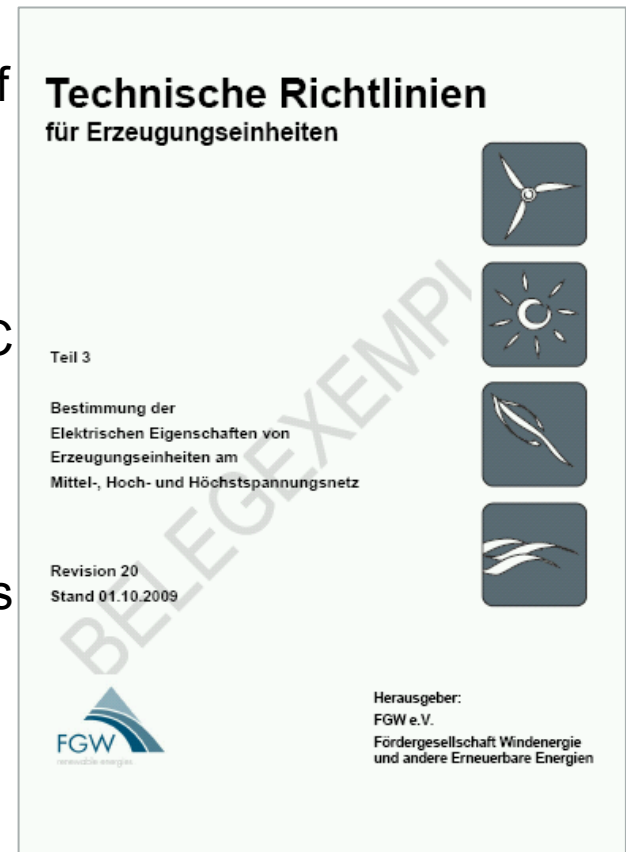 f
Technische Richtlinien
für Erzeugungseinheiten
C
Teil 3
Bestimmung der
Elektrischen Eigenschaften von
Erzeugungseinheiten am
Mittel-, Hoch- und Höchstspannungsnetz
BELEGEXEMPL
s
Revision 20
Stand 01.10.2009
FGW
renewable energies
Herausgeber:
FGW e.V.
Fördergesellschaft Windenergie
und andere Erneuerbare Energien